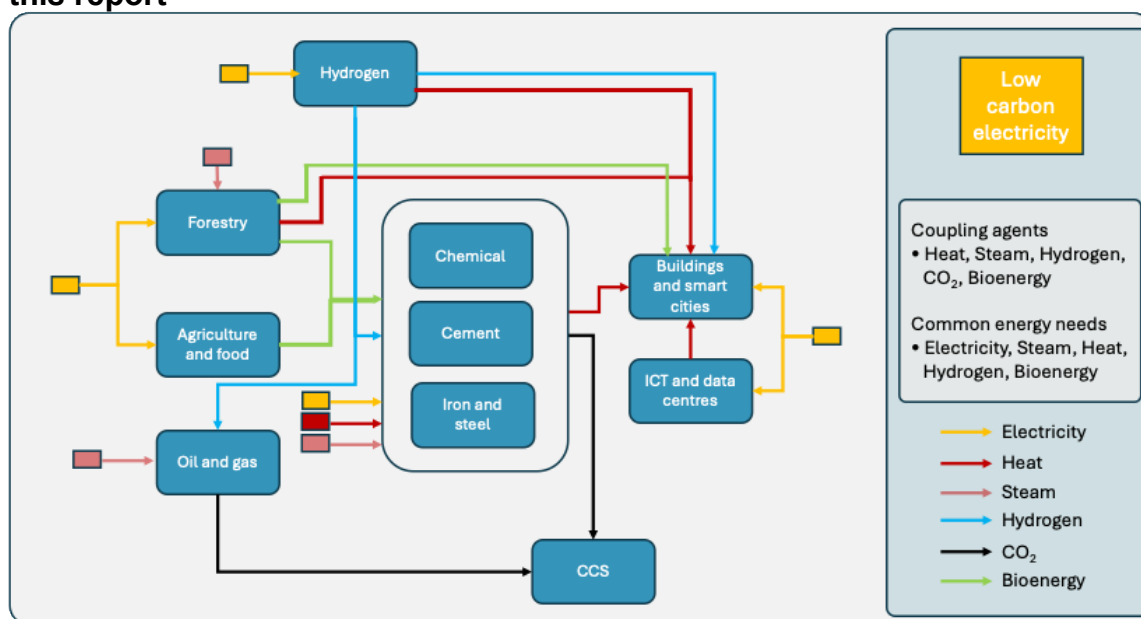 this report
Hydrogen
Low
carbon
electricity
Forestry
Chemical
Coupling agents
• Heat, Steam, Hydrogen,
CO₂, Bioenergy
Buildings
and smart
cities
Agriculture
and food
Cement
Common energy needs
• Electricity, Steam, Heat,
Hydrogen, Bioenergy
ICT and data
centres
Iron and
steel
Oil and gas
Electricity
Heat
Steam
Hydrogen
CO₂
Bioenergy
CCS